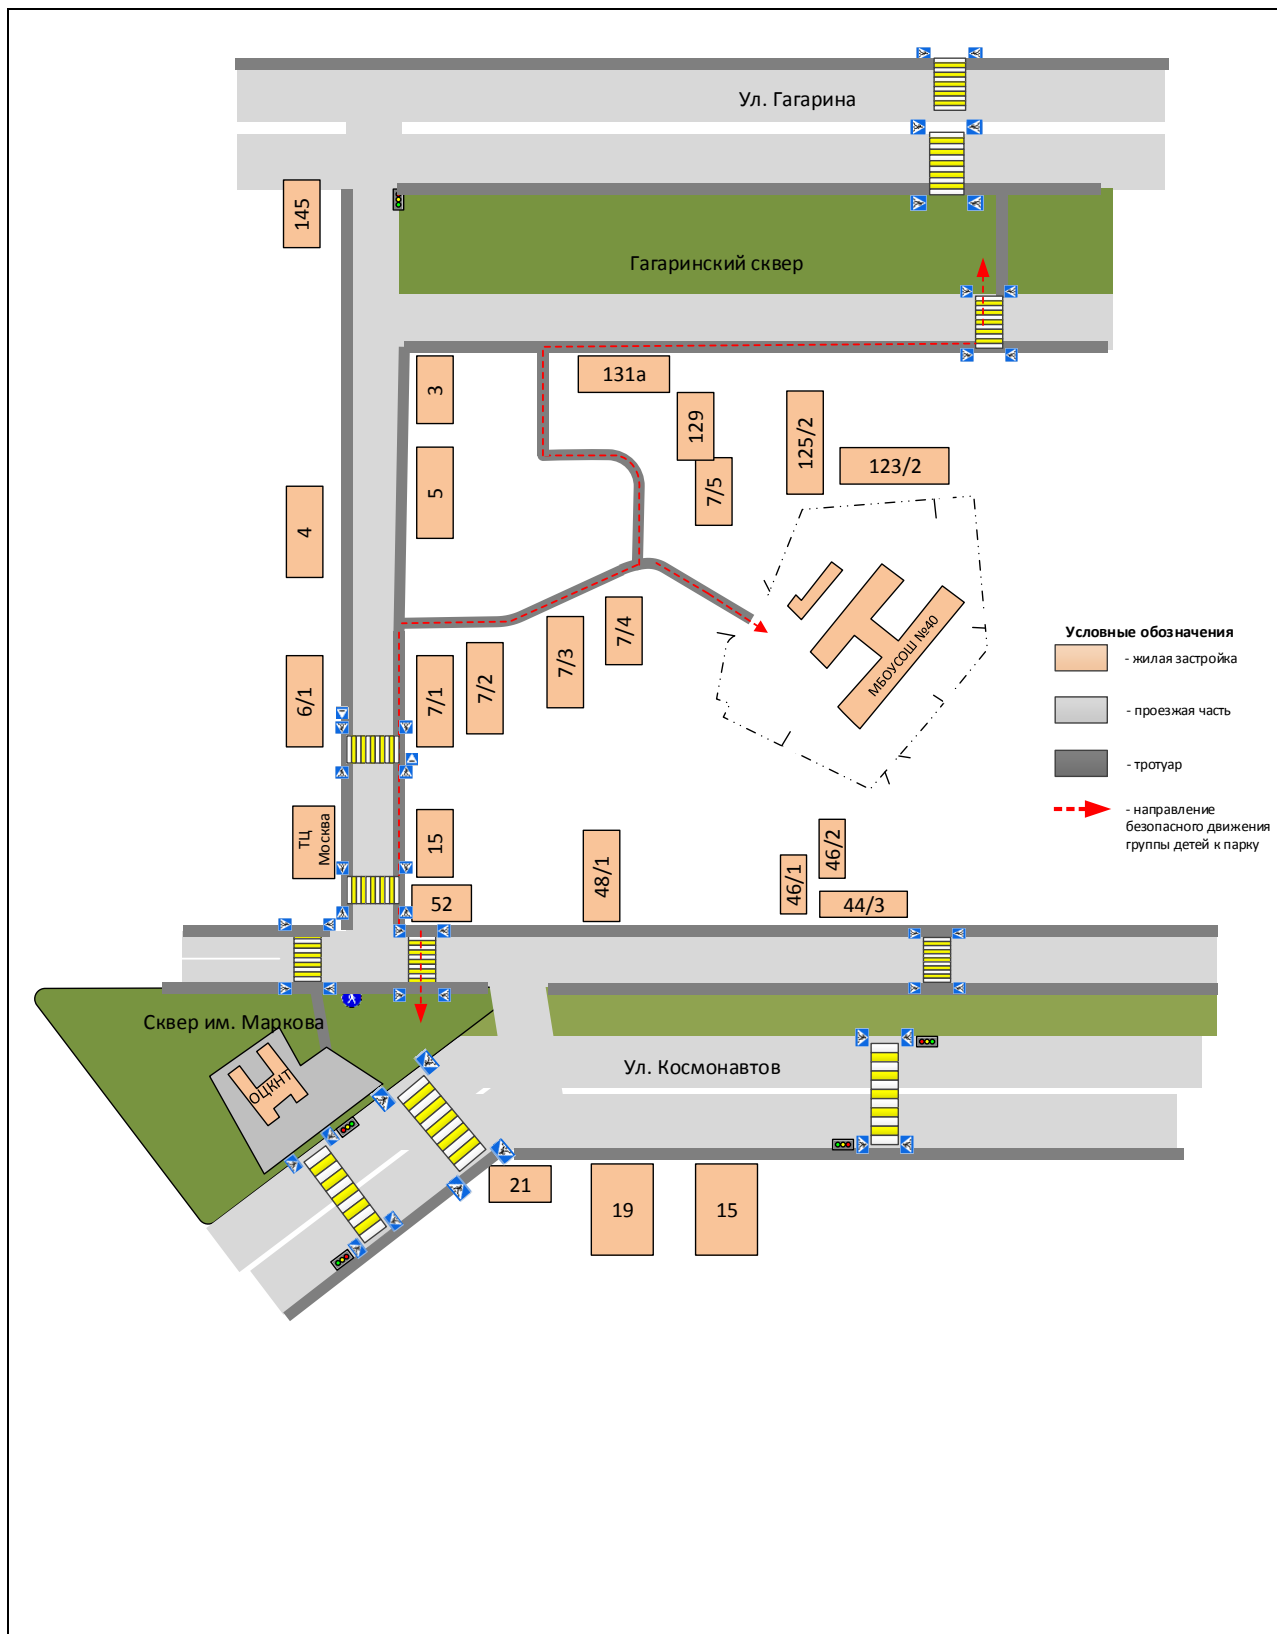 Ул. Гагарина
145
Гагаринский сквер
3
131а
129
125/2
123/2
5
7/5
4
7/4
7/3
МБОУСОШ №40
Условные обозначения
- жилая застройка
6/1
7/1
7/2
- проезжая часть
- тротуар
- направление
безопасного движения
группы детей к парку
ТЦ
Москва
15
48/1
46/2
46/1
52
44/3
Сквер им. Маркова
Ул. Космонавтов
ОЦКНТ
21
19
15